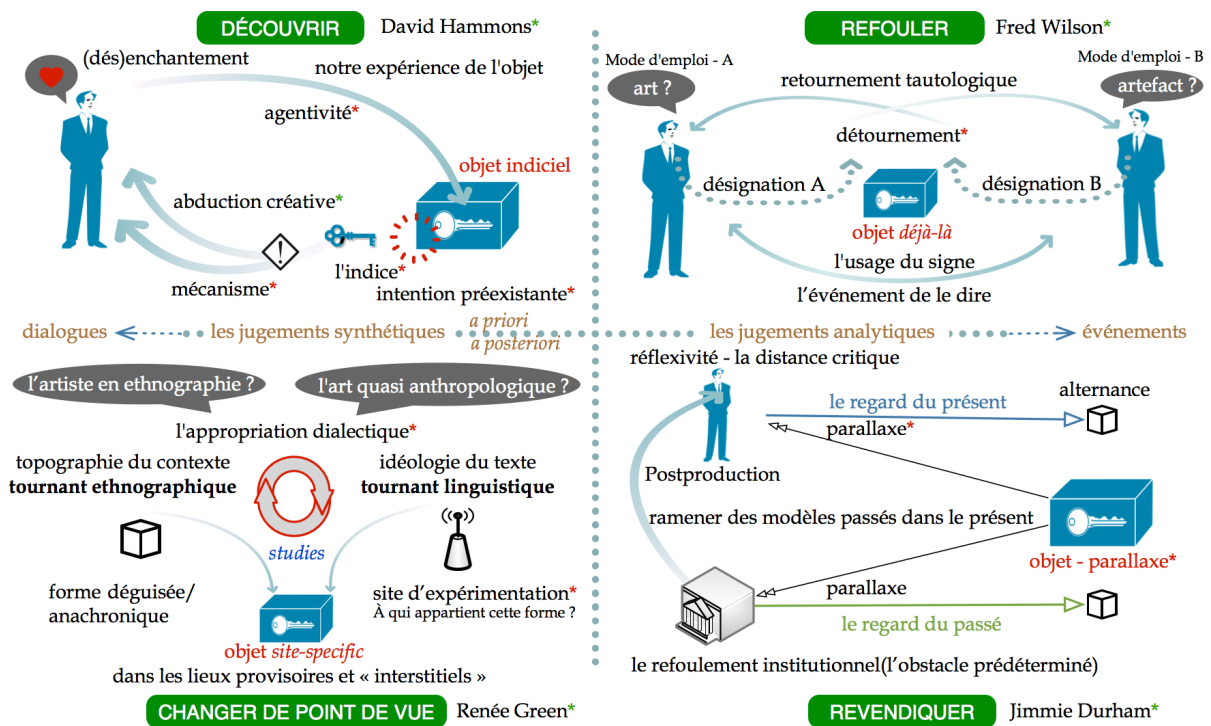 DÉCOUVRIR David Hammons*
(dés)enchantement
notre expérience de l'objet
agentivité*
objet indiciel
abduction créative*
!
l'indice*
mécanisme*
intention préexistante*
REFOULER Fred Wilson*
Mode d'emploi - A
Mode d'emploi - B
art ?
retournement tautologique
artefact ?
détournement*
désignation A
désignation B
objet déjà-là
l'usage du signe
l'événement de le dire
dialogues
les jugements synthétiques
a priori
a posteriori
les jugements analytiques
événements
l'artiste en ethnographie ?
l'art quasi anthropologique ?
l'appropriation dialectique*
topographie du contexte
tournant ethnographique
idéologie du texte
tournant linguistique
studies
forme déguisée/
anachronique
site d'expérimentation*
À qui appartient cette forme ?
objet site-specific
dans les lieux provisoires et « interstitiels »
CHANGER DE POINT DE VUE Renée Green*
réflexivité - la distance critique
alternance
le regard du présent
parallaxe*
Postproduction
ramener des modèles passés dans le présent
objet - parallaxe*
parallaxe
le regard du passé
le refoulement institutionnel(l'obstacle prédéterminé)
REVENDIQUER Jimmie Durham*